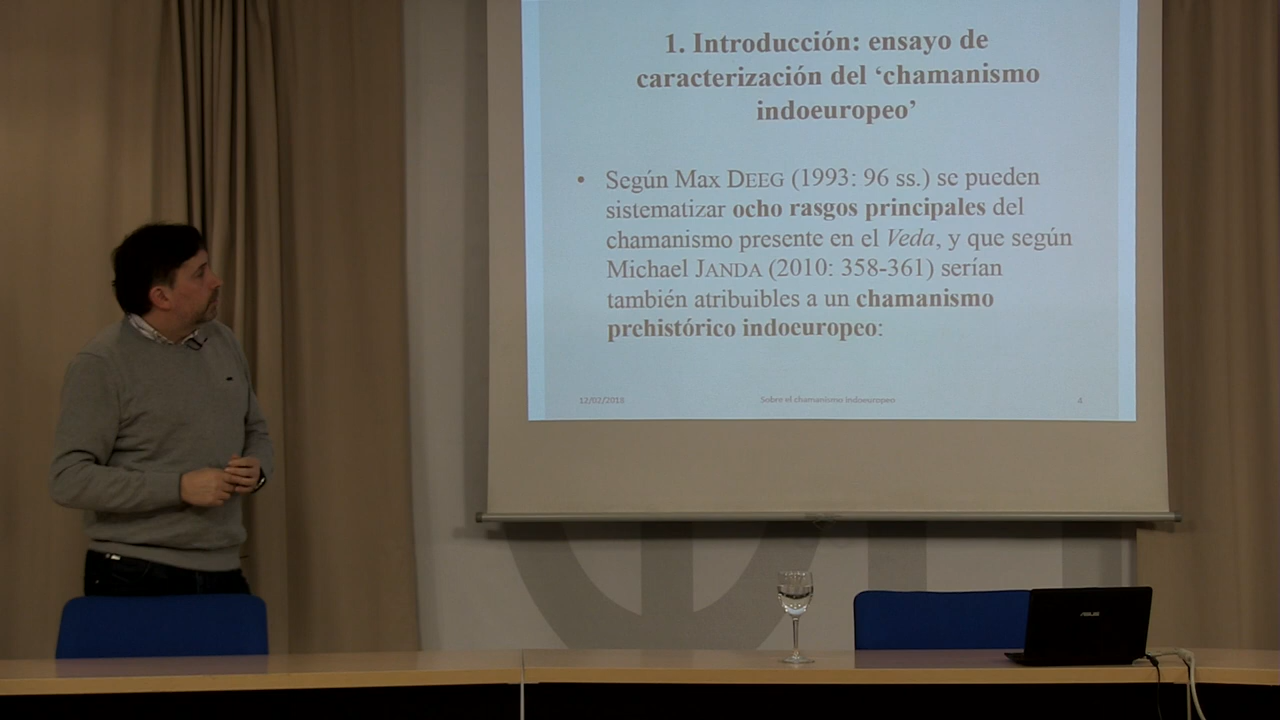 1. Introducción: ensayo de
caracterización del ‘chamanismo
indoeuropeo’
• Según Max DEEG (1993: 96 ss.) se pueden
sistematizar ocho rasgos principales del
chamanismo presente en el Veda, y que según
Michael JANDA (2010: 358-361) serían
también atribuibles a un chamanismo
prehistórico indoeuropeo:
12/02/2018 Sobre el chamanismo indoeuropeo 4
ASUS